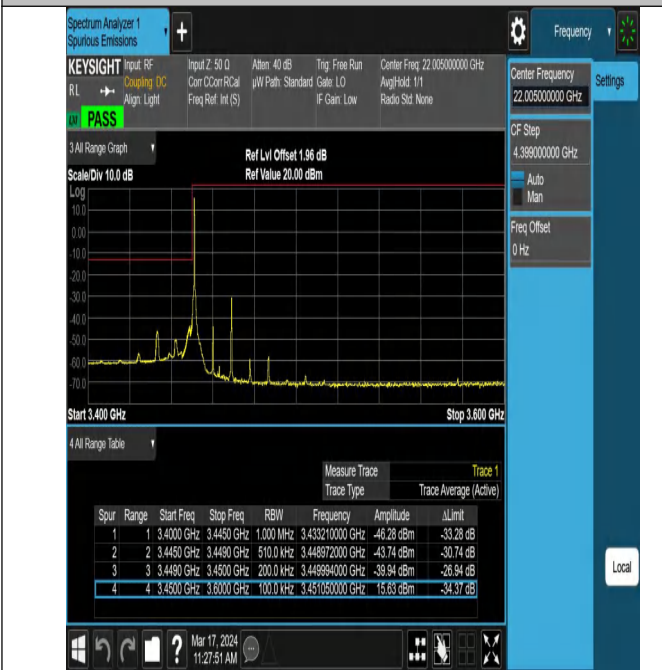 Spectrum Analyzer 1
Spurious Emissions
+
Frequency
KEYSIGHT Input: RF Input Z: 50 Ω Atten: 40 dB Trig: Free Run Center Freq: 22.005000000 GHz
RL Coupling: DC Corr CCorr RCal µW Path: Standard Gate: LO Avg|Hold: 1/1
Align: Light Freq Ref: Int (S) IF Gain: Low Radio Std: None
PASS
Center Frequency
22.005000000 GHz
Settings
CF Step
4.399000000 GHz
Auto
Man
Freq Offset
0 Hz
3 All Range Graph
Ref Lvl Offset 1.96 dB
Scale/Div 10.0 dB Ref Value 20.00 dBm
Log
10.0
0.00
-10.0
-20.0
-30.0
-40.0
-50.0
-60.0
-70.0
Start 3.400 GHz Stop 3.600 GHz
4 All Range Table
Measure Trace Trace 1
Trace Type Trace Average (Active)
Spur Range Start Freq Stop Freq RBW Frequency Amplitude ΔLimit
1 1 3.4000 GHz 3.4450 GHz 1.000 MHz 3.433210000 GHz -46.28 dBm -33.28 dB
2 2 3.4450 GHz 3.4490 GHz 510.0 kHz 3.448972000 GHz -43.74 dBm -30.74 dB
3 3 3.4490 GHz 3.4500 GHz 200.0 kHz 3.449994000 GHz -39.94 dBm -26.94 dB
4 4 3.4500 GHz 3.6000 GHz 100.0 kHz 3.451050000 GHz 15.63 dBm -34.37 dB
Local
? Mar 17, 2024
11:27:51 AM